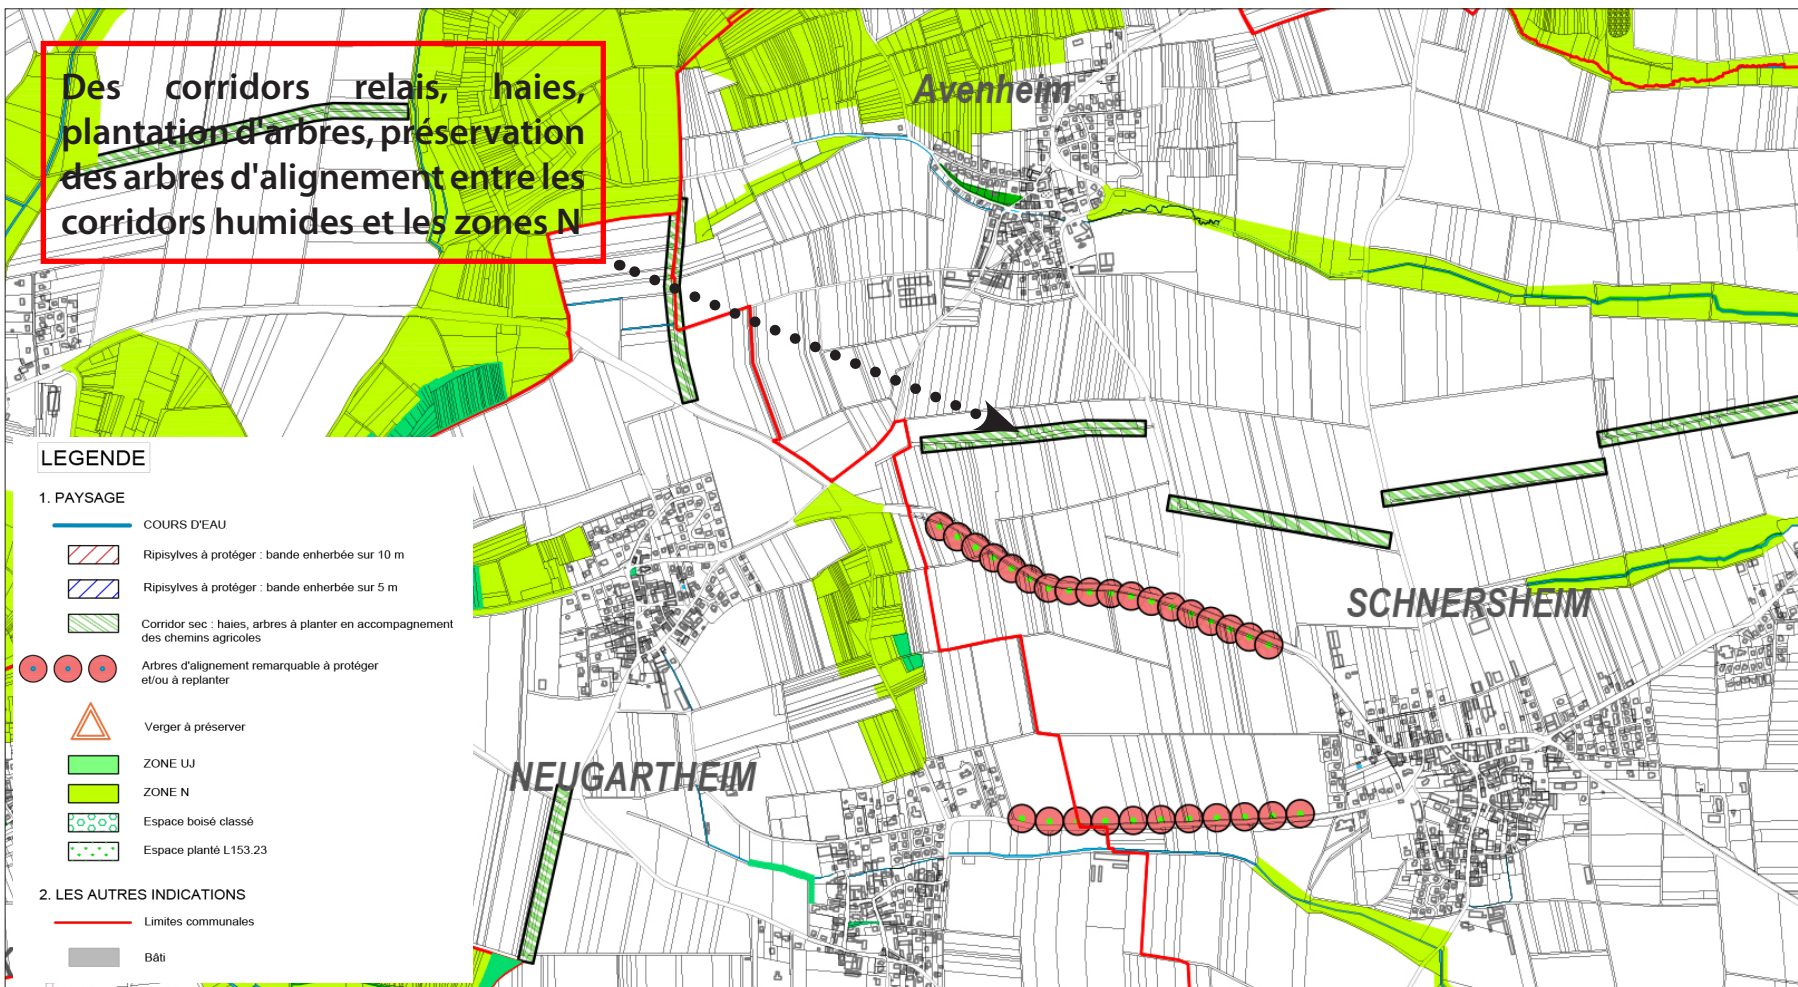 Des corridors relais, haies,
plantation d'arbres, préservation
des arbres d'alignement entre les
corridors humides et les zones N
Avenheim
SCHNERSHEIM
NEUGARTHEIM
LEGENDE
1. PAYSAGE
COURS D'EAU
Ripisylves à protéger : bande enherbée sur 10 m
Ripisylves à protéger : bande enherbée sur 5 m
Corridor sec : haies, arbres à planter en accompagnement
des chemins agricoles
Arbres d'alignement remarquable à protéger
et/ou à replanter
Verger à préserver
ZONE UJ
ZONE N
Espace boisé classé
Espace planté L153.23
2. LES AUTRES INDICATIONS
Limites communales
Bâti